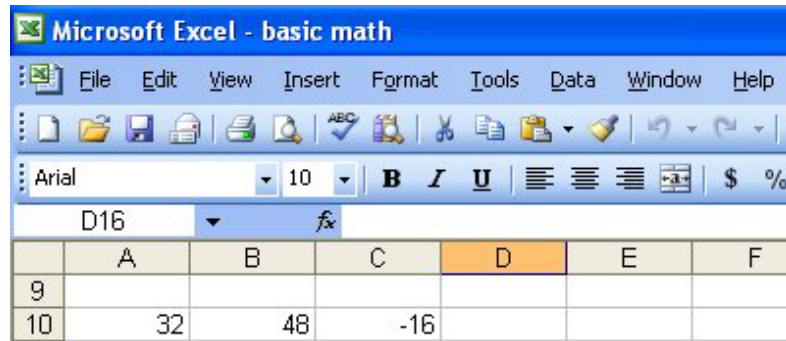 Microsoft Excel - basic math
File Edit View Insert Format Tools Data Window Help
ABC
Arial 10 B I U a $ %
D16 fx
A B C D E F
9
10 32 48 -16